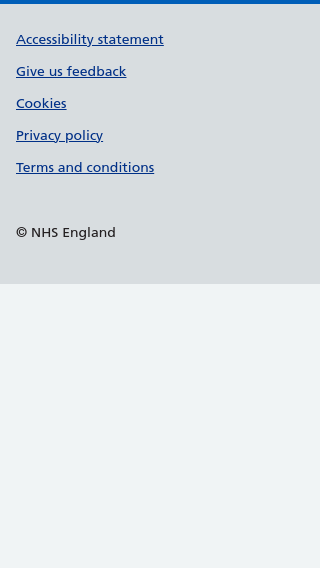 Accessibility statement
Give us feedback
Cookies
Privacy policy
Terms and conditions
© NHS England